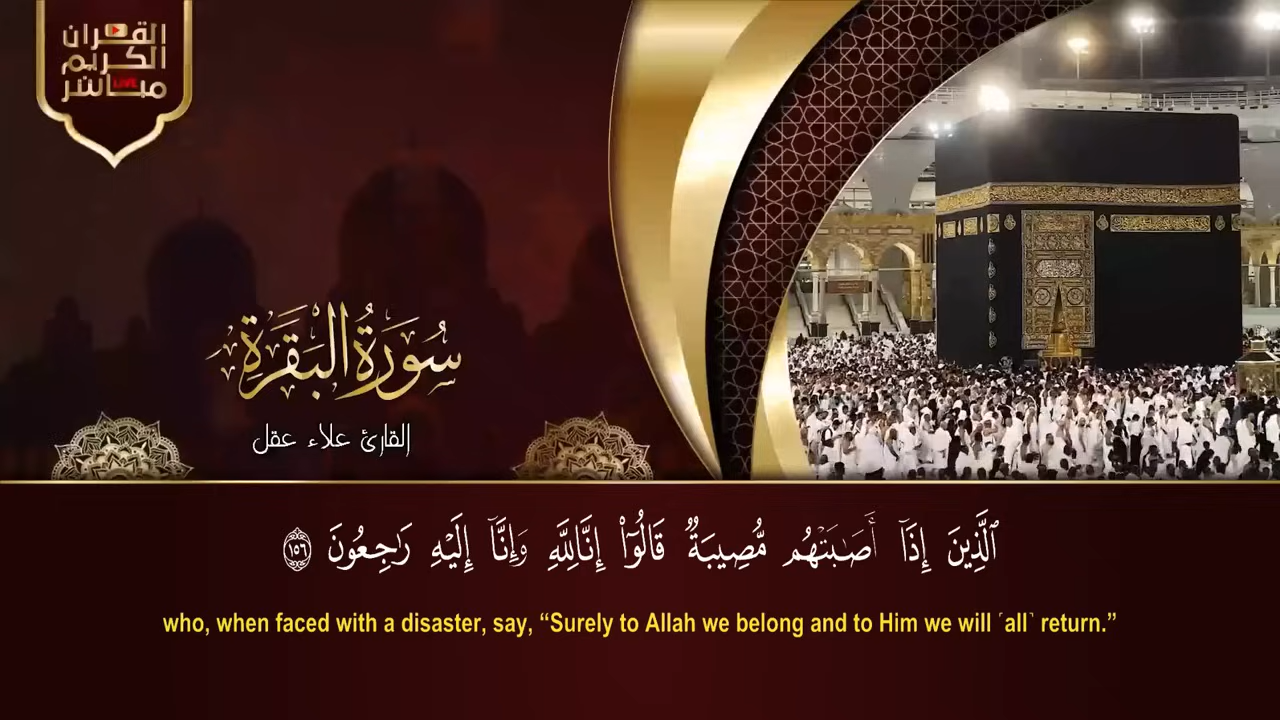 القرآن
الكريم
مباشر
LIVE
سُورَةُ البَقَرَةِ
القارئ علاء عقل
ٱلَّذِينَ إِذَآ أَصَٰبَتْهُم مُّصِيبَةٌ قَالُوٓا۟ إِنَّا لِلَّهِ وَإِنَّآ إِلَيْهِ رَٰجِعُونَ ١٥٦
who, when faced with a disaster, say, “Surely to Allah we belong and to Him we will ˹all˺ return.”